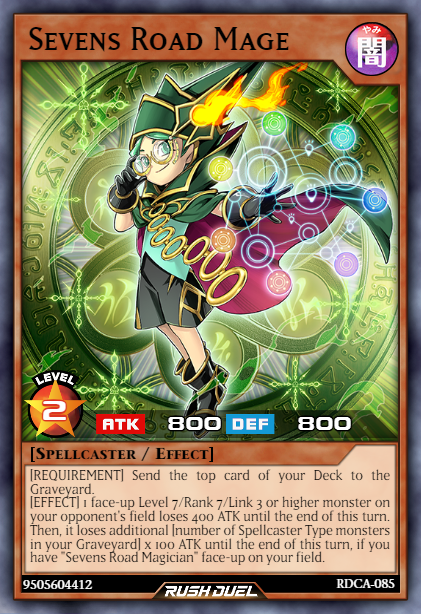 SEVENS ROAD MAGE
やみ
闇
LEVEL
2
ATK 800 DEF 800
[SPELLCASTER / EFFECT]
[REQUIREMENT] Send the top card of your Deck to the
Graveyard.
[EFFECT] 1 face-up Level 7/Rank 7/Link 3 or higher monster on
your opponent's field loses 400 ATK until the end of this turn.
Then, it loses additional [number of Spellcaster Type monsters
in your Graveyard] x 100 ATK until the end of this turn, if you
have "Sevens Road Magician" face-up on your field.
9505604412
RUSH DUEL
RDCA-085